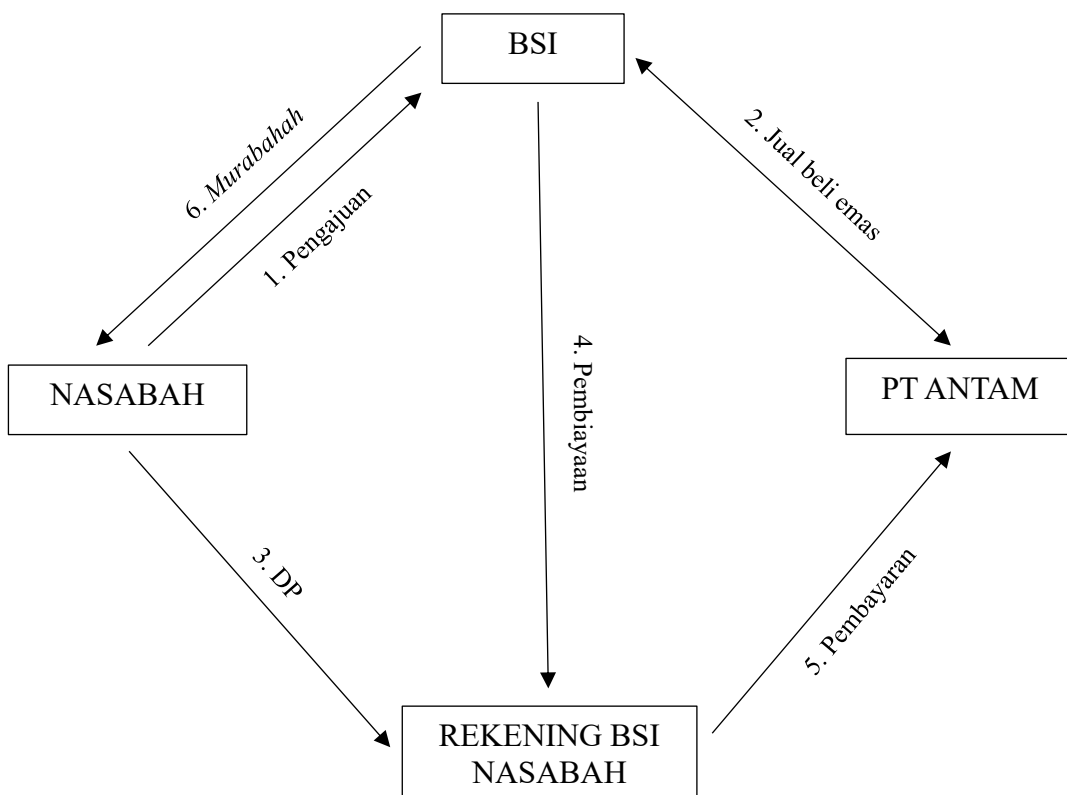 BSI
2. Jual beli emas
6. Murabahah
1. Pengajuan
NASABAH
4. Pembiayaan
PT ANTAM
3. DP
5. Pembayaran
REKENING BSI
NASABAH